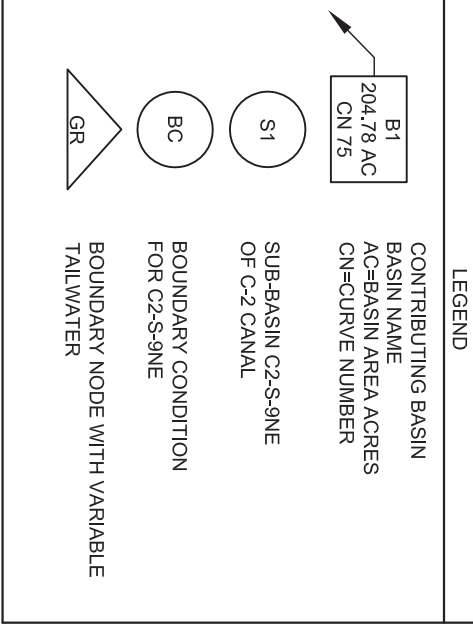 LEGEND
B1
204.78 AC
CN 75
CONTRIBUTING BASIN
BASIN NAME
AC=BASIN AREA ACRES
CN=CURVE NUMBER
S1
SUB-BASIN C2-S-9NE
OF C-2 CANAL
BC
BOUNDARY CONDITION
FOR C2-S-9NE
GR
BOUNDARY NODE WITH VARIABLE
TAILWATER